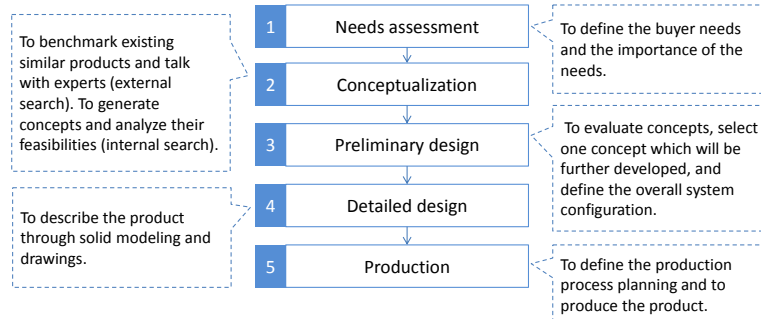 1 Needs assessment
To define the buyer needs
and the importance of the
needs.
To benchmark existing
similar products and talk
with experts (external
search). To generate
concepts and analyze their
feasibilities (internal search).
2 Conceptualization
3 Preliminary design
To evaluate concepts, select
one concept which will be
further developed, and
define the overall system
configuration.
4 Detailed design
To describe the product
through solid modeling and
drawings.
5 Production
To define the production
process planning and to
produce the product.